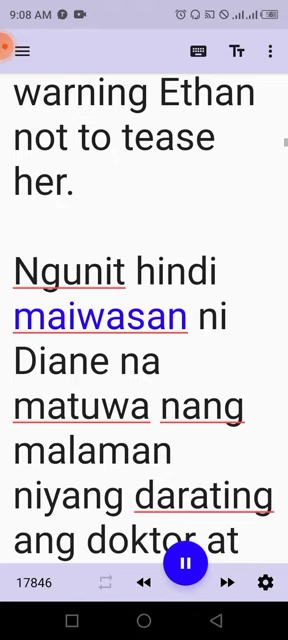 9:08 AM
warning Ethan
not to tease
her.
Ngunit hindi
maiwasan ni
Diane na
matuwa nang
malaman
niyang darating
ang doktor at
17846